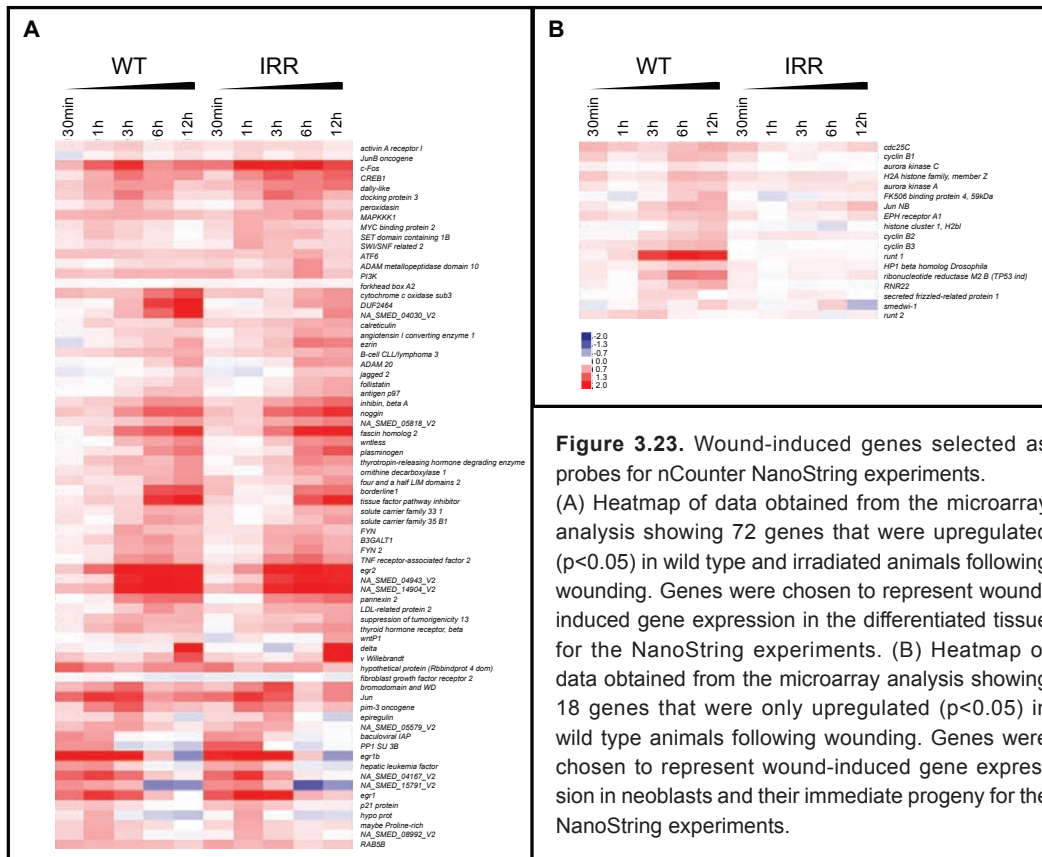 A
WT
IRR
30min
1h
3h
6h
12h
30min
1h
3h
6h
12h
activin A receptor I
JunB oncogene
c-Fos
CREB1
dally-like
docking protein 3
peroxidasin
MAPKKK1
MYC binding protein 2
SET domain containing 1B
SWI/SNF related 2
ATF6
ADAM metallopeptidase domain 10
PI3K
forkhead box A2
cytochrome c oxidase sub3
DUF2464
NA_SMED_04030_V2
calreticulin
angiotensin I converting enzyme 1
ezrin
B-cell CLL/lymphoma 3
ADAM 20
jagged 2
follistatin
antigen p97
inhibin, beta A
noggin
NA_SMED_05818_V2
fascin homolog 2
wntless
plasminogen
thyrotropin-releasing hormone degrading enzyme
ornithine decarboxylase 1
four and a half LIM domains 2
borderline1
tissue factor pathway inhibitor
solute carrier family 33 1
solute carrier family 35 B1
FYN
B3GALT1
FYN 2
TNF receptor-associated factor 2
egr2
NA_SMED_04943_V2
NA_SMED_14904_V2
pannexin 2
LDL-related protein 2
suppression of tumorigenicity 13
thyroid hormone receptor, beta
wntP1
delta
v Willebrandt
hypothetical protein (Rbbindprot 4 dom)
fibroblast growth factor receptor 2
bromodomain and WD
Jun
pim-3 oncogene
epiregulin
NA_SMED_05579_V2
baculoviral IAP
PP1 SU 3B
egr1b
hepatic leukemia factor
NA_SMED_04167_V2
NA_SMED_15791_V2
egr1
p21 protein
hypo prot
maybe Proline-rich
NA_SMED_08992_V2
RAB5B
B
WT
IRR
30min
1h
3h
6h
12h
30min
1h
3h
6h
12h
cdc25C
cyclin B1
aurora kinase C
H2A histone family, member Z
aurora kinase A
FK506 binding protein 4, 59kDa
Jun NB
EPH receptor A1
histone cluster 1, H2bl
cyclin B2
cyclin B3
runt 1
HP1 beta homolog Drosophila
ribonucleotide reductase M2 B (TP53 ind)
RNR22
secreted frizzled-related protein 1
smedwi-1
runt 2
-2.0
-1.3
-0.7
0.0
0.7
1.3
2.0
Figure 3.23. Wound-induced genes selected as
probes for nCounter NanoString experiments.
(A) Heatmap of data obtained from the microarray
analysis showing 72 genes that were upregulated
(p<0.05) in wild type and irradiated animals following
wounding. Genes were chosen to represent wound-
induced gene expression in the differentiated tissue
for the NanoString experiments. (B) Heatmap o
data obtained from the microarray analysis showing
18 genes that were only upregulated (p<0.05) in
wild type animals following wounding. Genes were
chosen to represent wound-induced gene expres
sion in neoblasts and their immediate progeny for the
NanoString experiments.